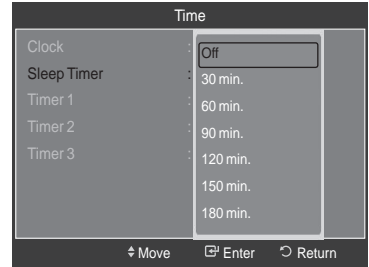 Time
Clock :
Sleep Timer :
Timer 1 :
Timer 2 :
Timer 3 :
Off
30 min.
60 min.
90 min.
120 min.
150 min.
180 min.
Move Enter Return